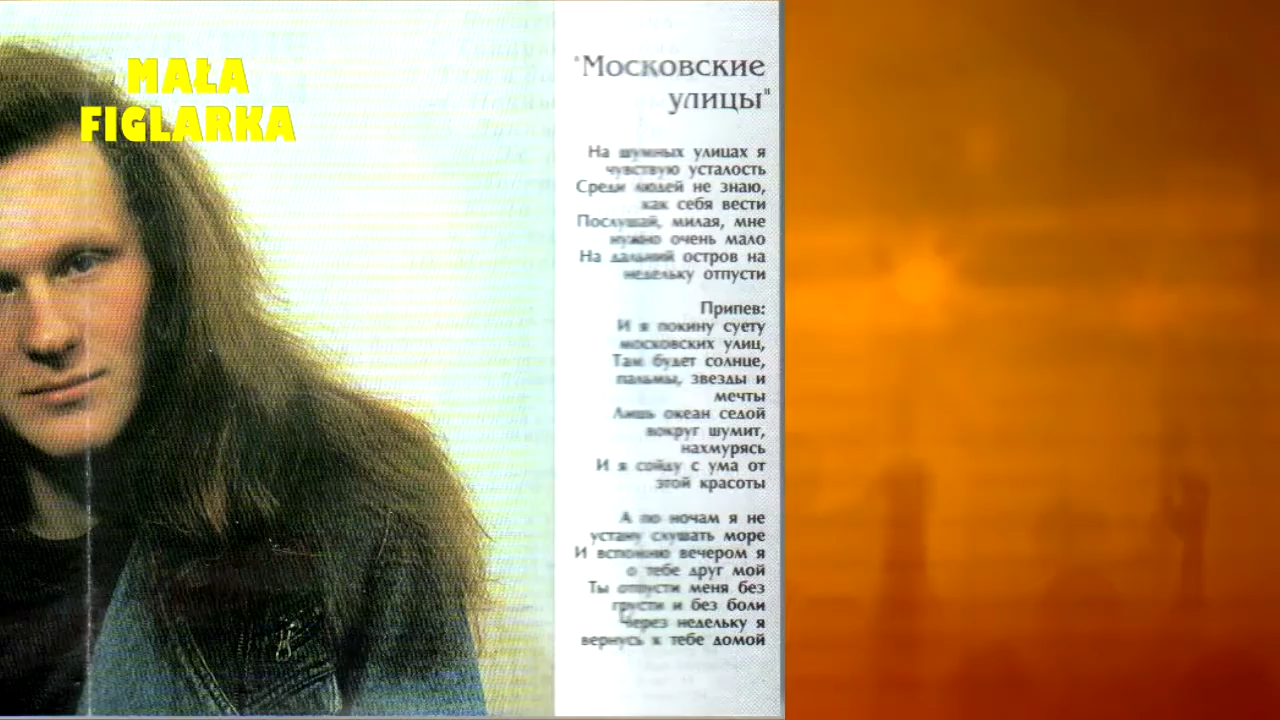 MAŁA
FIGLARKA
"Московские
улицы"
На шумных улицах я
чувствую усталость
Среди людей не знаю,
как себя вести
Послушай, милая, мне
нужно очень мало
На дальний остров на
недельку отпусти
Припев:
И я покину суету
московских улиц,
Там будет солнце,
пальмы, звезды и
мечты
Лишь океан седой
вокруг шумит,
нахмурясь
И я сойду с ума от
этой красоты
А по ночам я не
устану слушать море
И вспомню вечером я
о тебе друг мой
Ты отпусти меня без
грусти и без боли
Через недельку я
вернусь к тебе домой